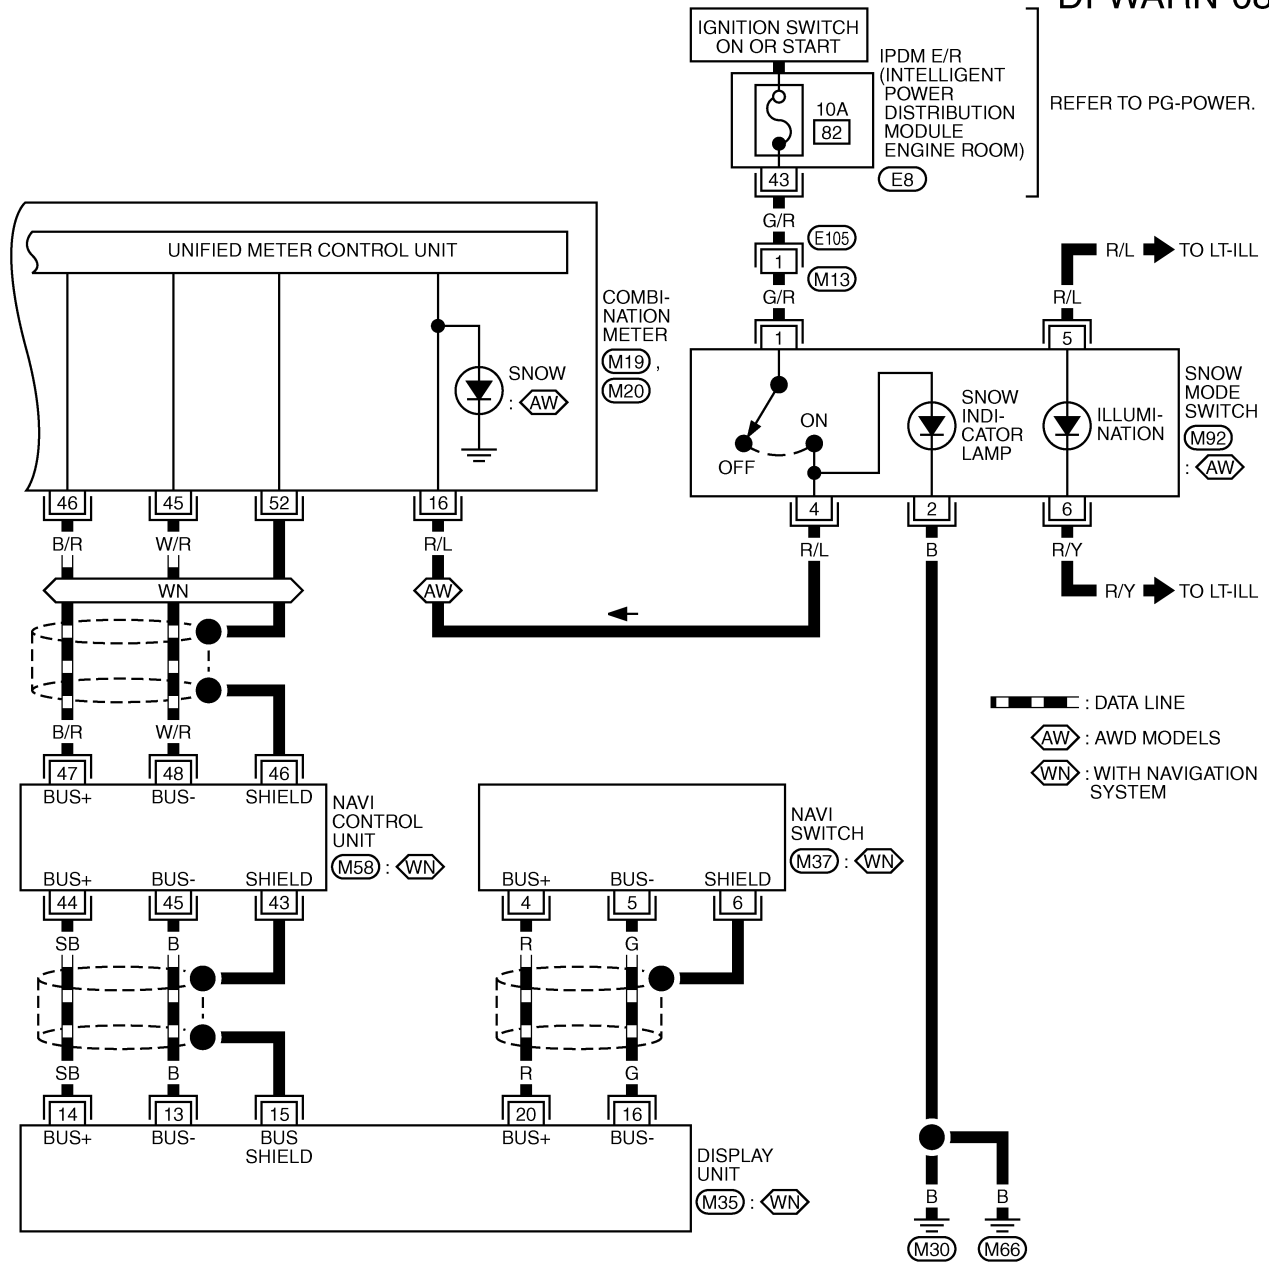 IGNITION SWITCH
ON OR START
IPDM E/R
(INTELLIGENT
POWER
DISTRIBUTION
MODULE
ENGINE ROOM)
E8
10A
82
REFER TO PG-POWER.
43
G/R
E105
1
M13
G/R
1
UNIFIED METER CONTROL UNIT
COMBI-
NATION
METER
M19 ,
M20
SNOW
: AW
R/L
TO LT-ILL
R/L
5
SNOW
MODE
SWITCH
M92
: AW
OFF
ON
SNOW
INDI-
CATOR
LAMP
ILLUMI-
NATION
46
45
52
16
4
2
6
B/R
W/R
R/L
R/L
B
R/Y
WN
AW
R/Y
TO LT-ILL
: DATA LINE
AW : AWD MODELS
WN : WITH NAVIGATION
SYSTEM
B/R
W/R
47
48
46
BUS+
BUS-
SHIELD
NAVI
CONTROL
UNIT
M58 : WN
BUS+
BUS-
SHIELD
44
45
43
NAVI
SWITCH
M37 : WN
BUS+
BUS-
SHIELD
4
5
6
SB
B
R
G
SB
B
R
G
14
13
15
20
16
BUS+
BUS-
BUS
SHIELD
BUS+
BUS-
DISPLAY
UNIT
M35 : WN
B
B
M30
M66